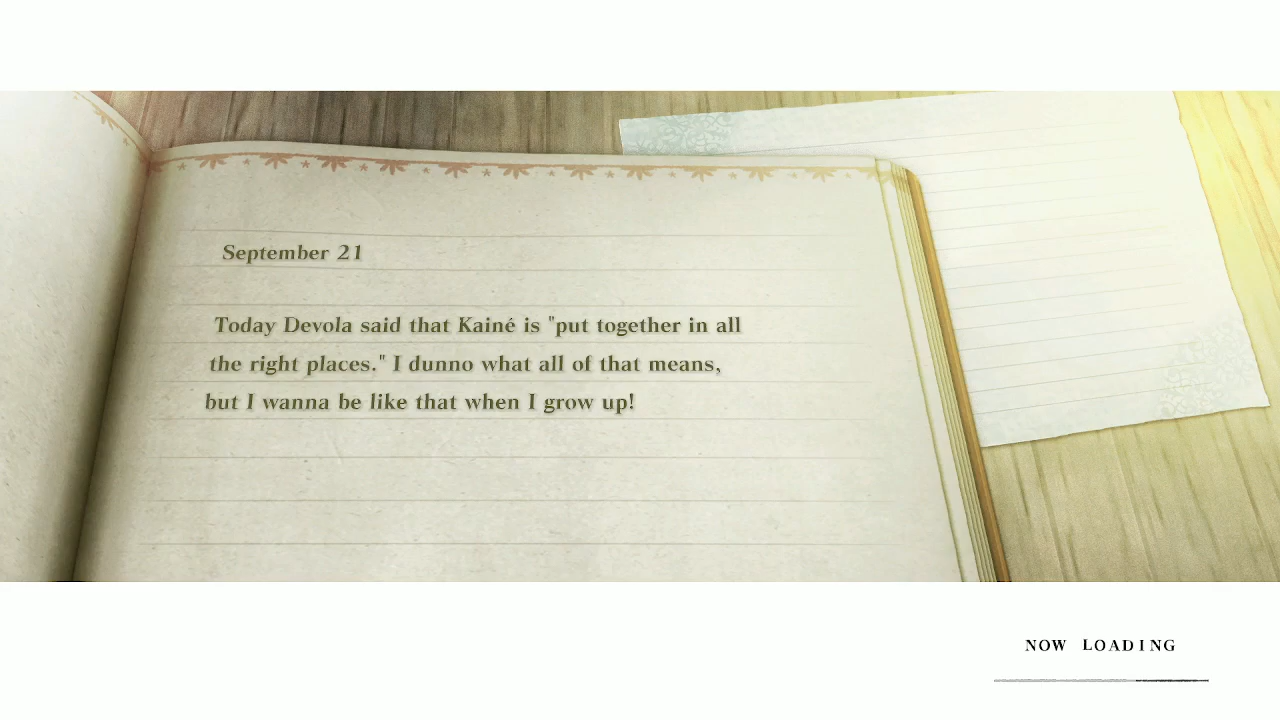 September 21
Today Devola said that Kainé is "put together in all
the right places." I dunno what all of that means,
but I wanna be like that when I grow up!
NOW LOADING